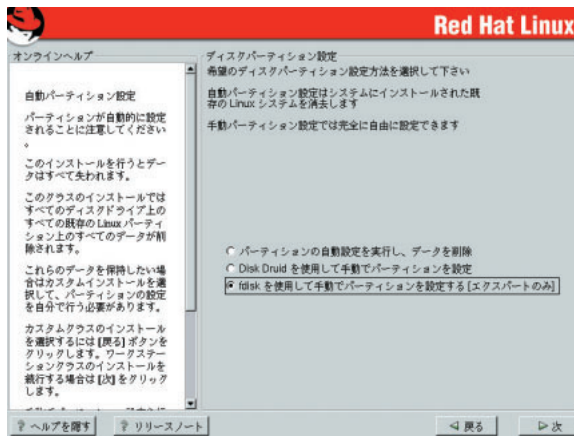 Red Hat Linux
オンラインヘルプ
自動パーティション設定
パーティションが自動的に設定
されることに注意してください
。
このインストールを行うとデー
タはすべて失われます。
このクラスのインストールでは
すべてのディスクドライブ上の
すべての既存の Linux パーティ
ション上のすべてのデータが削
除されます。
これらのデータを保持したい場
合はカスタムインストールを選
択して、パーティションの設定
を自分で行う必要があります。
カスタムクラスのインストール
を選択するには [戻る] ボタンを
クリックします。ワークステー
ションクラスのインストールを
続行する場合は [次] をクリック
します。
ディスクパーティション設定
希望のディスクパーティション設定方法を選択して下さい
自動パーティション設定はシステムにインストールされた既
存の Linux システムを消去します
手動パーティション設定では完全に自由に設定できます
パーティションの自動設定を実行し、データを削除
Disk Druid を使用して手動でパーティションを設定
fdisk を使用して手動でパーティションを設定する [エクスパートのみ]
? ヘルプを隠す
? リリースノート
戻る
次